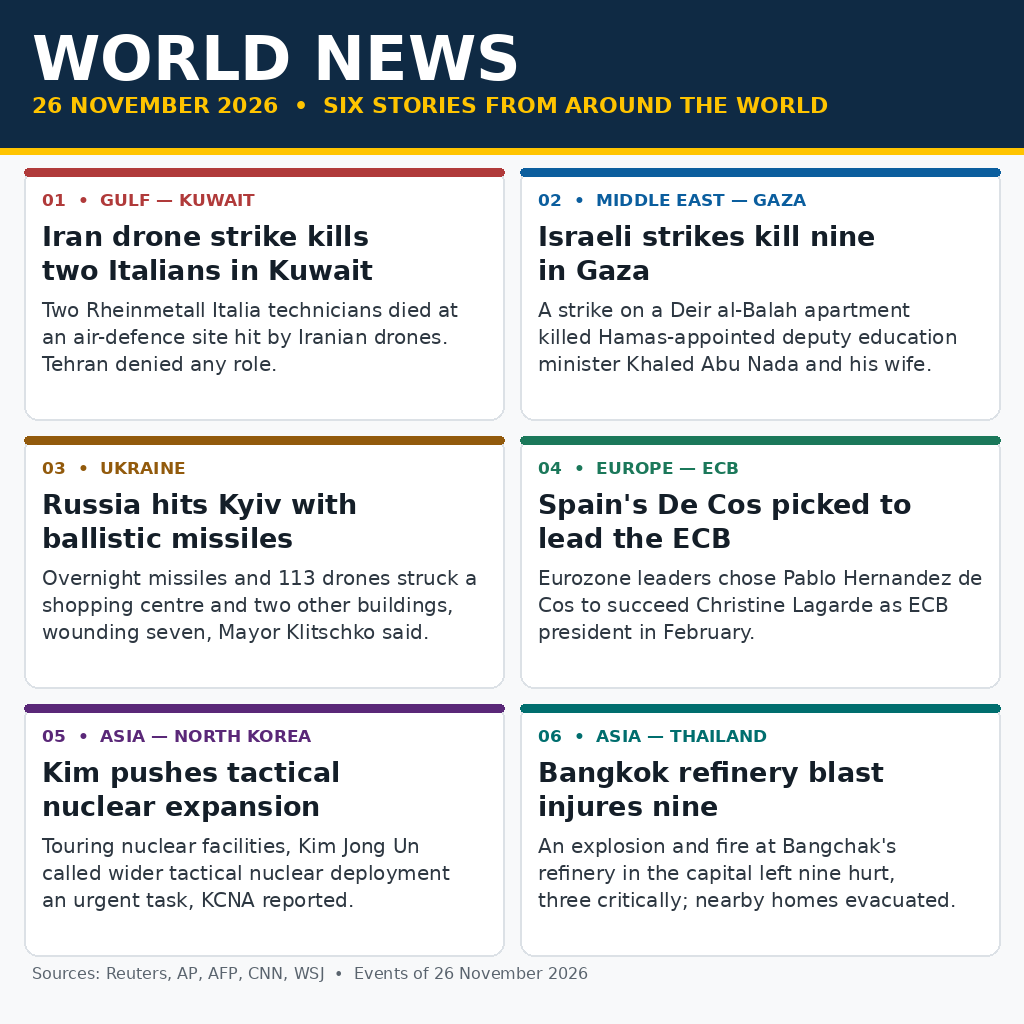 WORLD NEWS
26 NOVEMBER 2026 • SIX STORIES FROM AROUND THE WORLD
01 • GULF — KUWAIT
Iran drone strike kills
two Italians in Kuwait
Two Rheinmetall Italia technicians died at
an air-defence site hit by Iranian drones.
Tehran denied any role.
02 • MIDDLE EAST — GAZA
Israeli strikes kill nine
in Gaza
A strike on a Deir al-Balah apartment
killed Hamas-appointed deputy education
minister Khaled Abu Nada and his wife.
03 • UKRAINE
Russia hits Kyiv with
ballistic missiles
Overnight missiles and 113 drones struck a
shopping centre and two other buildings,
wounding seven, Mayor Klitschko said.
04 • EUROPE — ECB
Spain's De Cos picked to
lead the ECB
Eurozone leaders chose Pablo Hernandez de
Cos to succeed Christine Lagarde as ECB
president in February.
05 • ASIA — NORTH KOREA
Kim pushes tactical
nuclear expansion
Touring nuclear facilities, Kim Jong Un
called wider tactical nuclear deployment
an urgent task, KCNA reported.
06 • ASIA — THAILAND
Bangkok refinery blast
injures nine
An explosion and fire at Bangchak's
refinery in the capital left nine hurt,
three critically; nearby homes evacuated.
Sources: Reuters, AP, AFP, CNN, WSJ • Events of 26 November 2026